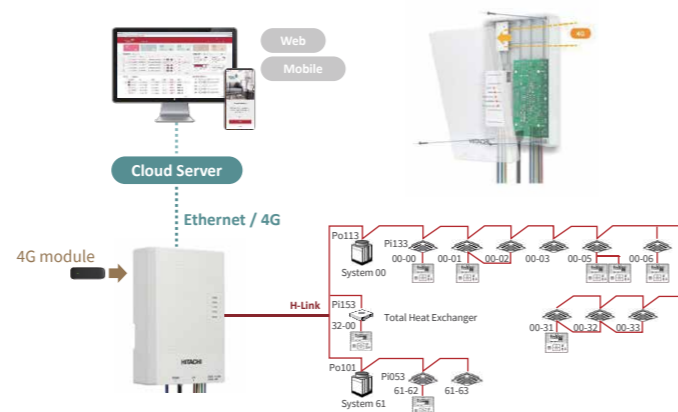 Web
Mobile
4G
Cloud Server
Ethernet / 4G
4G module
HITACHI
H-Link
Po113
System 00
Pi133
00-00
00-01
00-02
00-03
00-05
00-06
Pi153
32-00
Total Heat Exchanger
00-31
00-32
00-33
Po101
System 61
Pi053
61-62
61-63